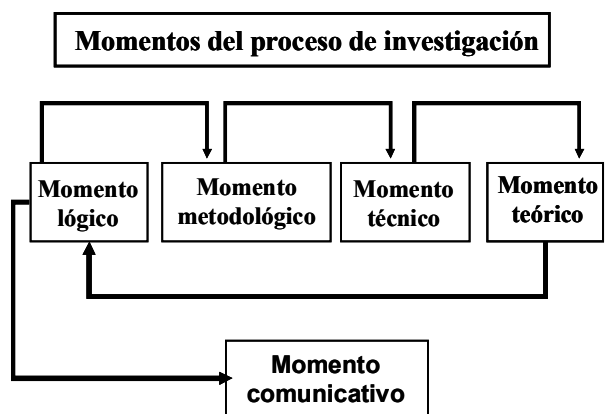 Momentos del proceso de investigación
Momento
lógico
Momento
metodológico
Momento
técnico
Momento
teórico
Momento
comunicativo